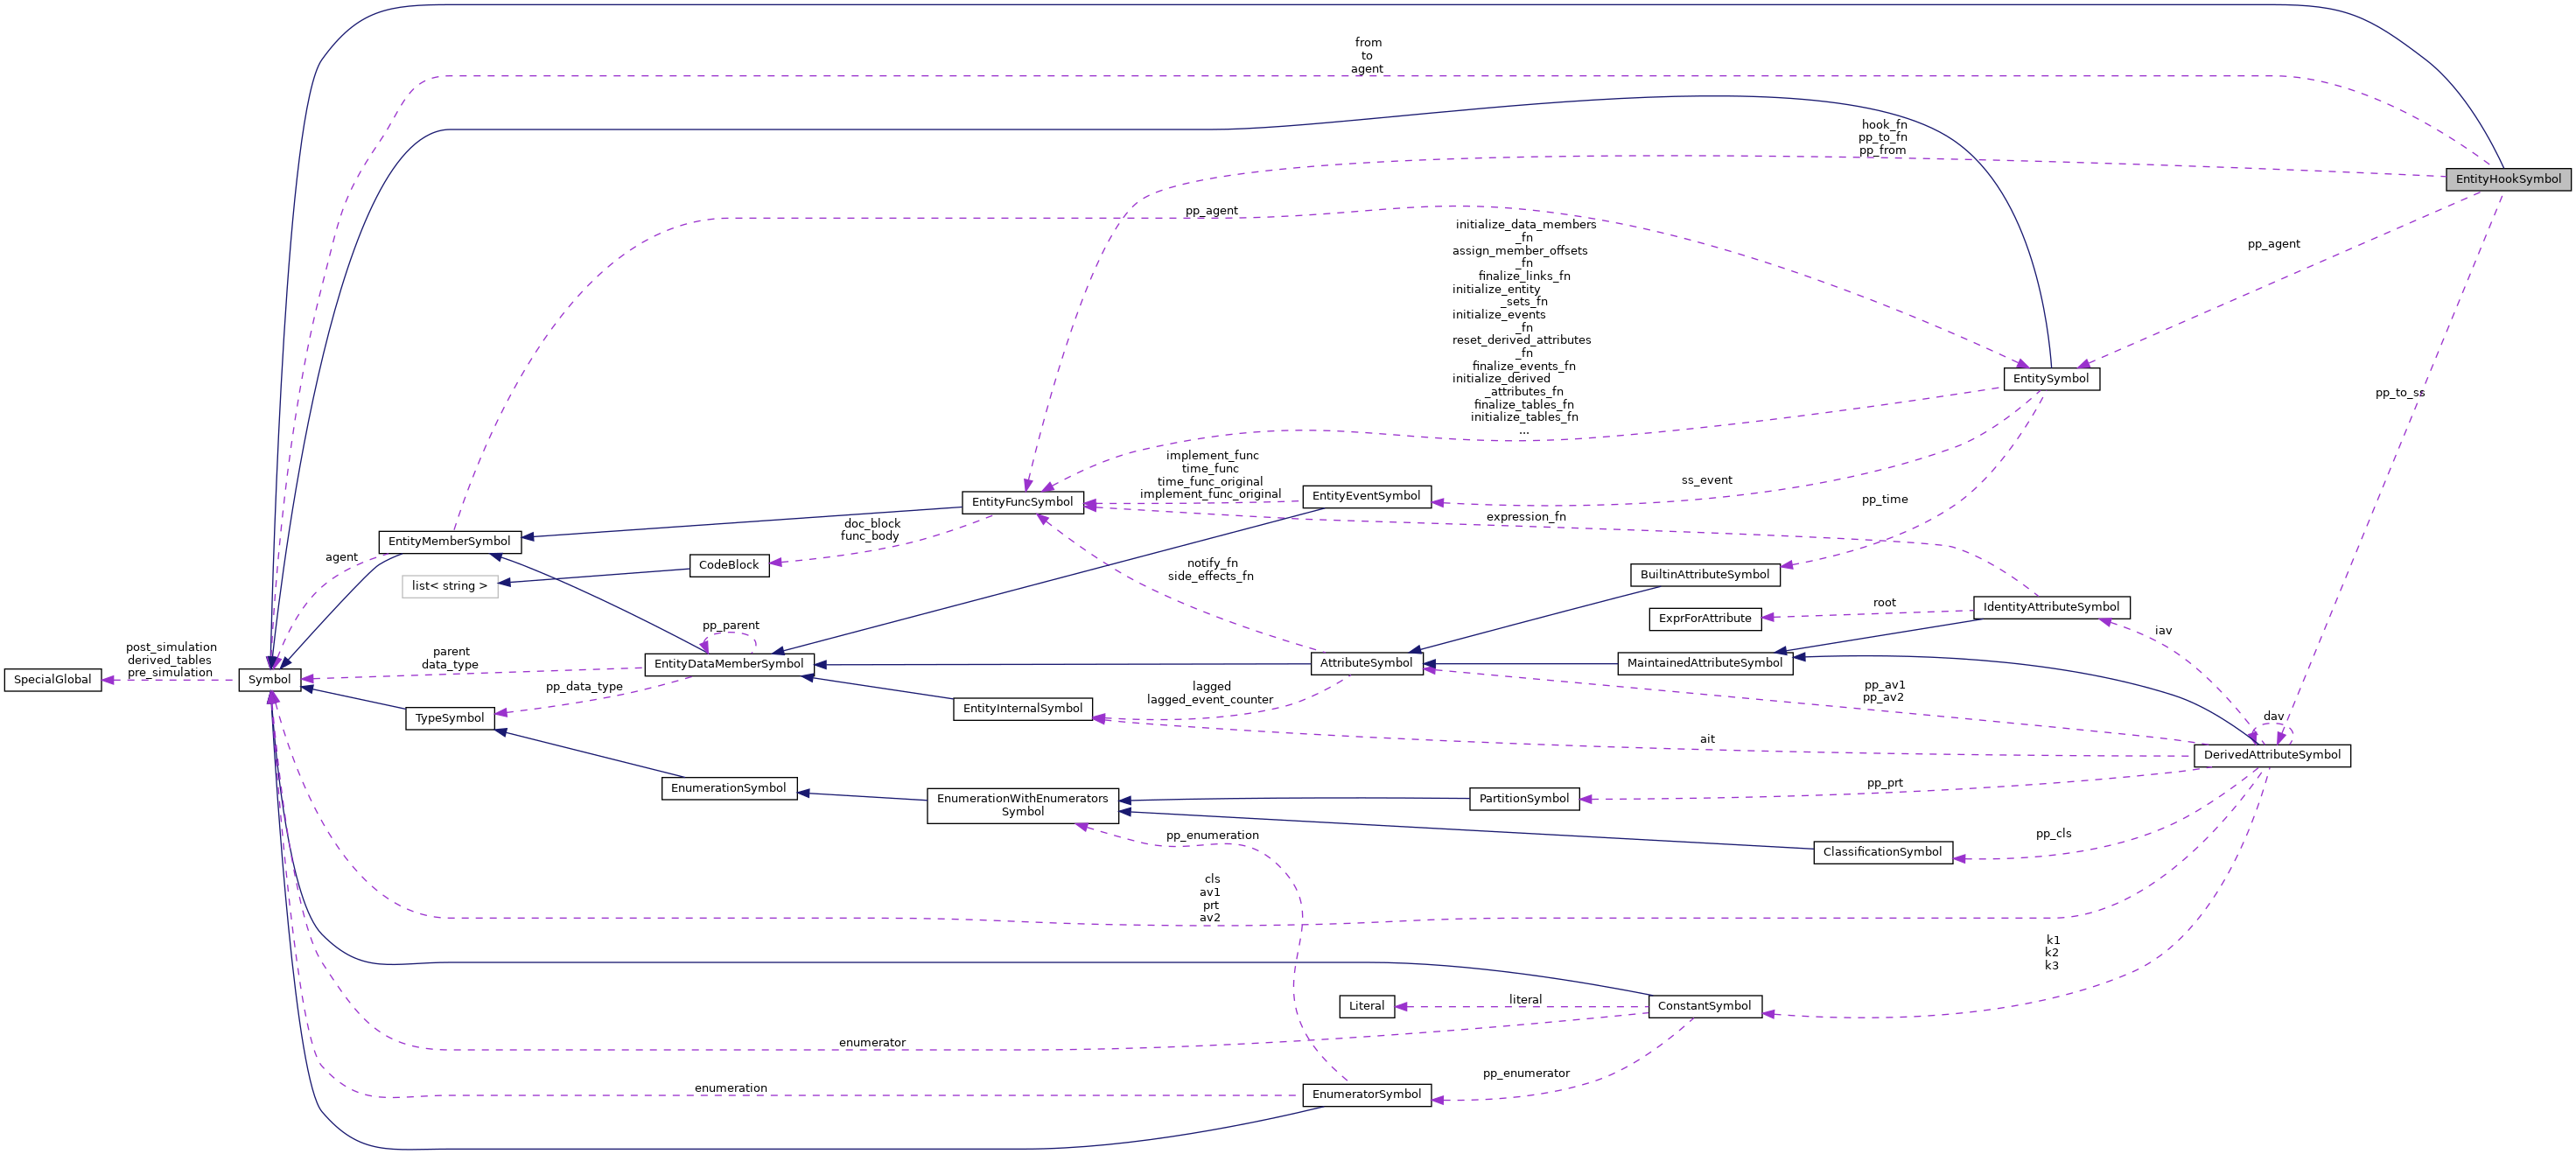 from
to
agent
hook_fn
pp_to_fn
pp_from
EntityHookSymbol
pp_agent
initialize_data_members
_fn
assign_member_offsets
_fn
finalize_links_fn
initialize_entity
_sets_fn
initialize_events
_fn
reset_derived_attributes
_fn
finalize_events_fn
initialize_derived
_attributes_fn
finalize_tables_fn
initialize_tables_fn
...
pp_agent
EntitySymbol
pp_to_ss
implement_func
time_func
time_func_original
implement_func_original
ss_event
EntityFuncSymbol
EntityEventSymbol
pp_time
expression_fn
doc_block
func_body
EntityMemberSymbol
agent
CodeBlock
list< string >
notify_fn
side_effects_fn
BuiltinAttributeSymbol
root
IdentityAttributeSymbol
ExprForAttribute
pp_parent
iav
post_simulation
derived_tables
pre_simulation
parent
data_type
EntityDataMemberSymbol
AttributeSymbol
MaintainedAttributeSymbol
SpecialGlobal
Symbol
pp_data_type
lagged
lagged_event_counter
pp_av1
pp_av2
TypeSymbol
EntityInternalSymbol
dav
ait
DerivedAttributeSymbol
pp_prt
EnumerationSymbol
EnumerationWithEnumerators
Symbol
PartitionSymbol
pp_enumeration
pp_cls
ClassificationSymbol
cls
av1
prt
av2
k1
k2
k3
Literal
literal
ConstantSymbol
enumerator
pp_enumerator
enumeration
EnumeratorSymbol